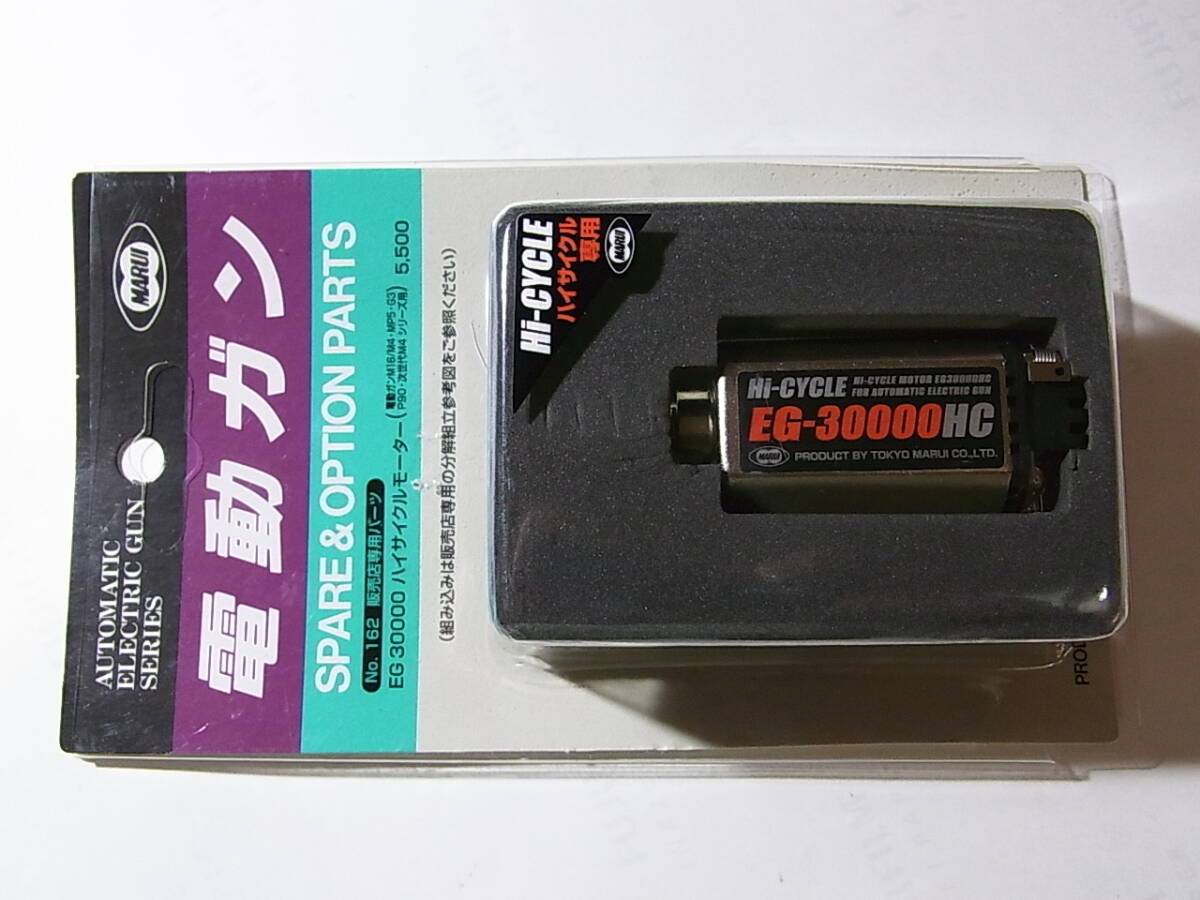 MARUI
AUTOMATIC
ELECTRIC GUN
SERIES
電動ガン
SPARE & OPTION PARTS
No. 162 販売店専用パーツ
EG 30000 ハイサイクルモーター (電動ガンM16/M4・MP5・G3 P90・次世代M4 シリーズ用) 5,500
(組み込みは販売店専用の分解組立参考図をご参照ください)
Hi-CYCLE
ハイサイクル
専用
MARUI
Hi-CYCLE
HI-CYCLE MOTOR EG30000HC
FOR AUTOMATIC ELECTRIC GUN
EG-30000HC
MARUI
PRODUCT BY TOKYO MARUI CO.,LTD.